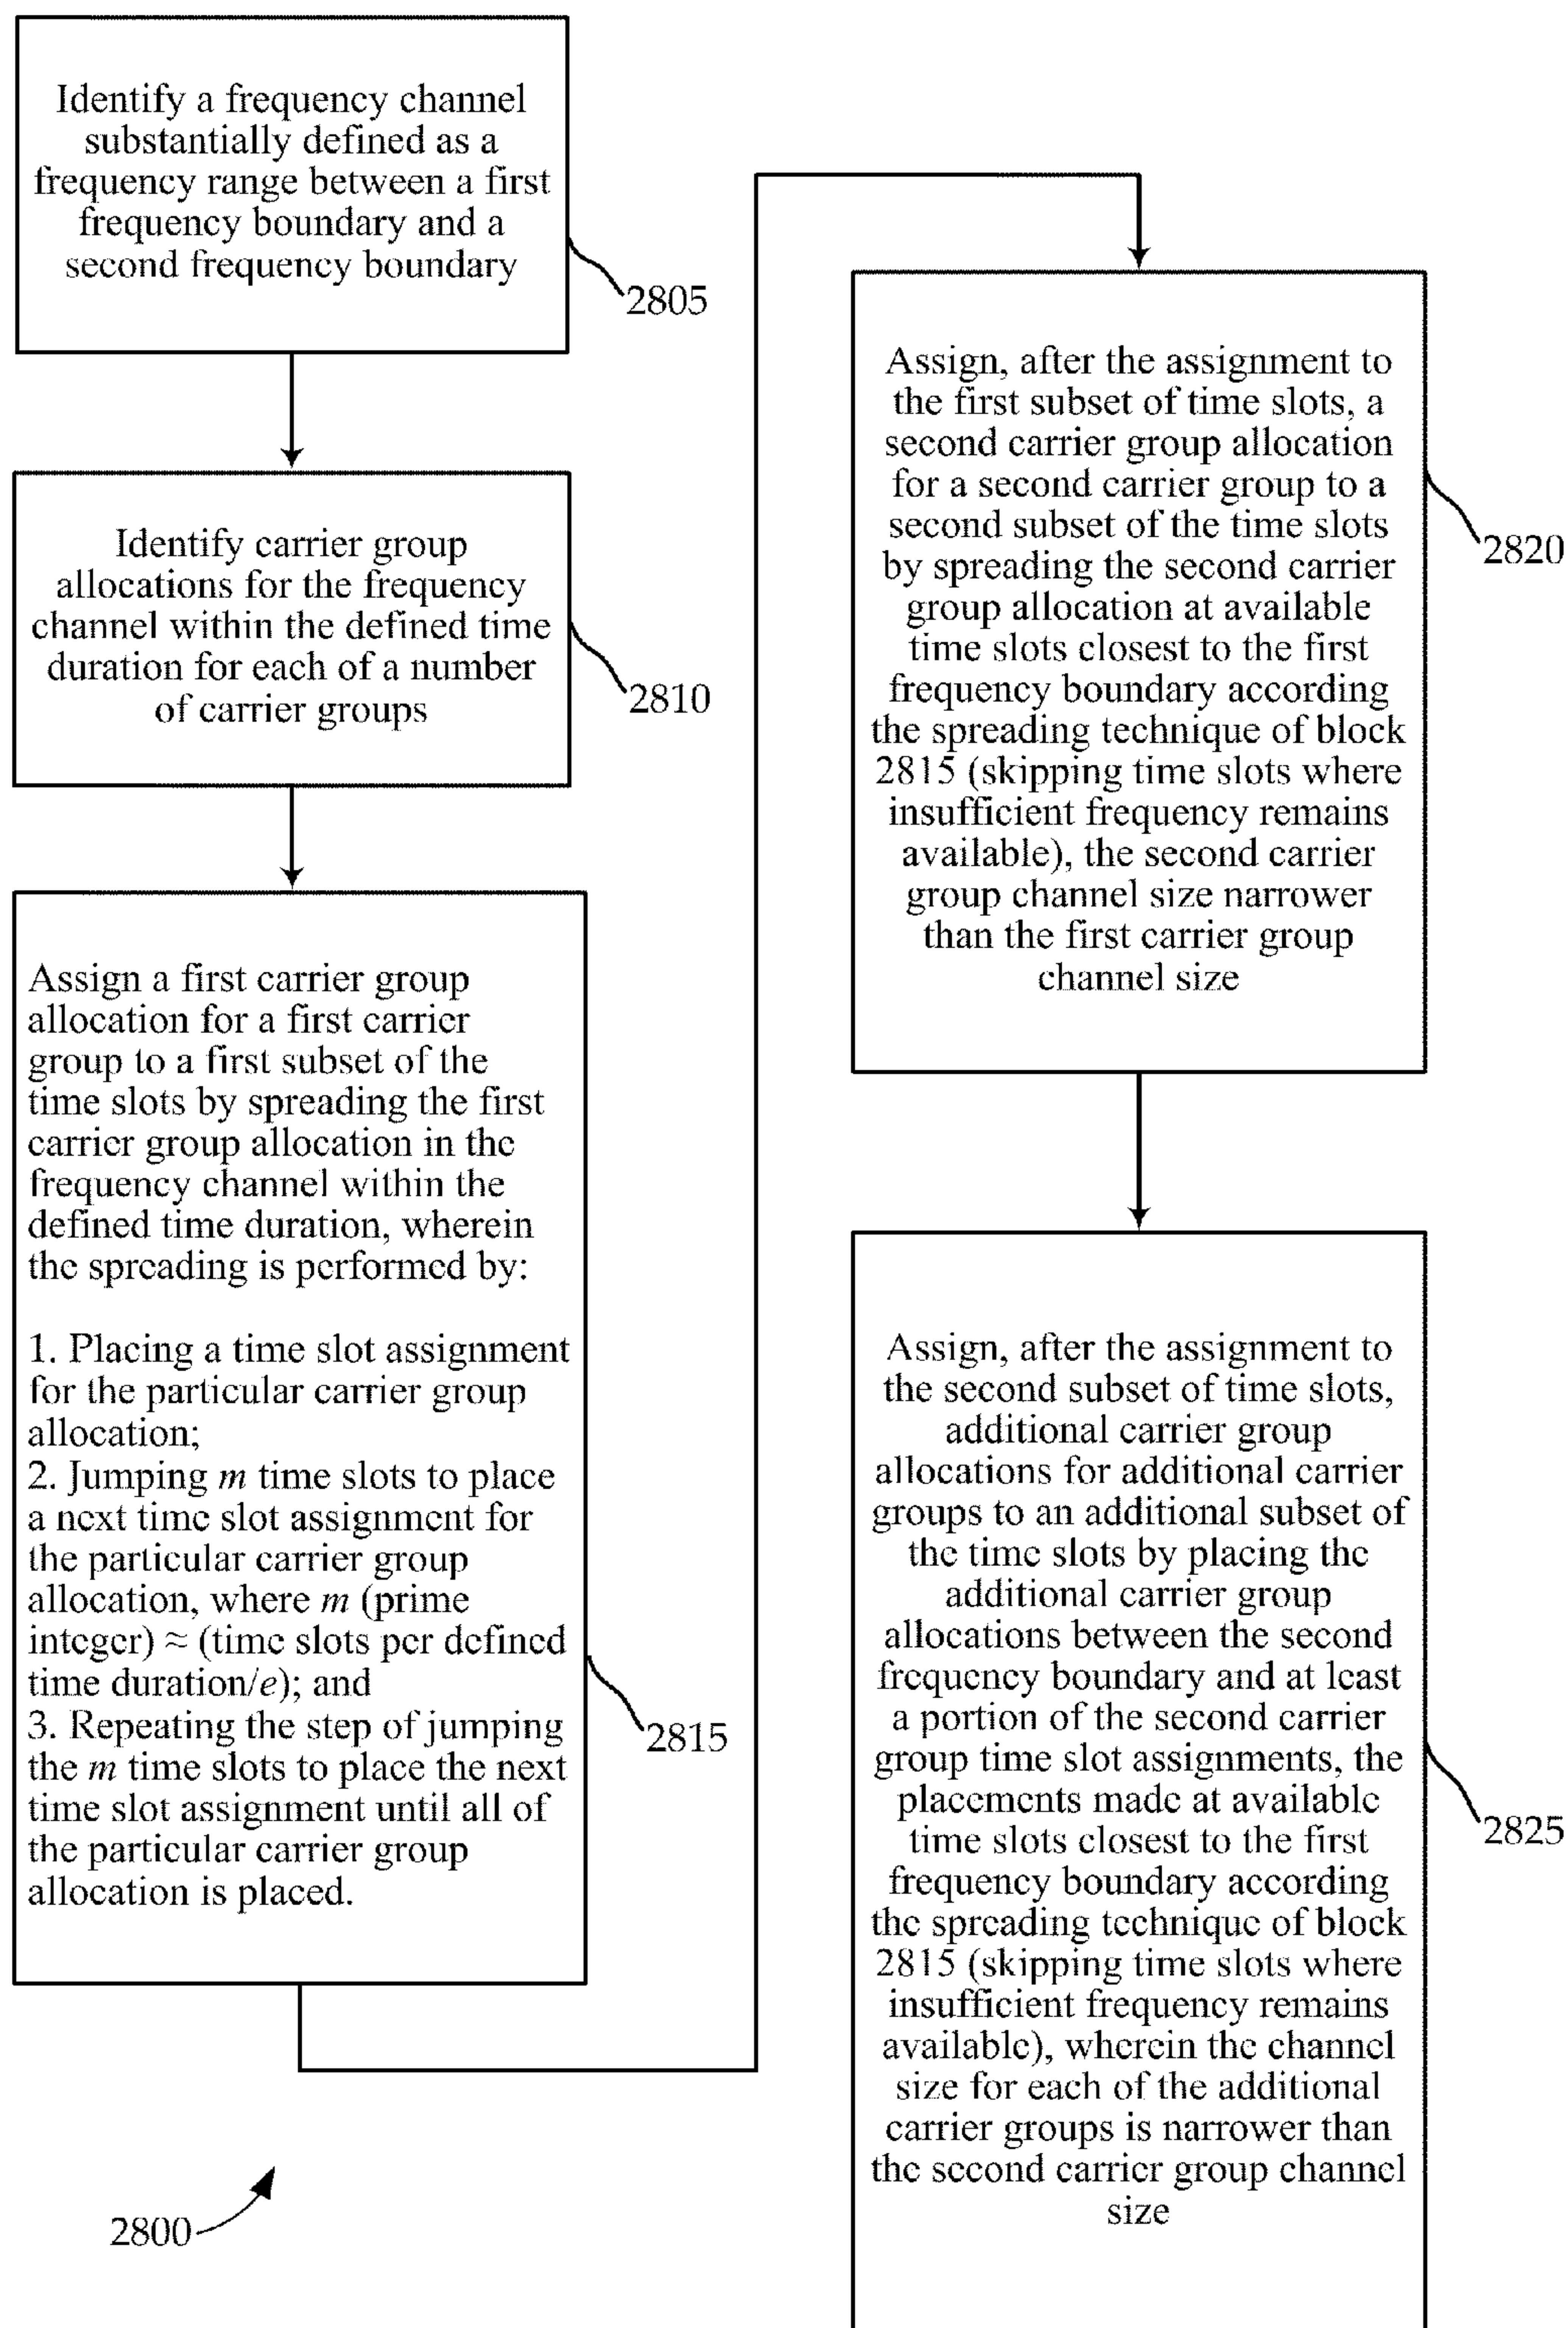 Identify a frequency channel
substantially defined as a
frequency range between a first
frequency boundary and a
second frequency boundary
2805
Identify carrier group
allocations for the frequency
channel within the defined time
duration for each of a number
of carrier groups
2810
Assign a first carrier group
allocation for a first carrier
group to a first subset of the
time slots by spreading the first
carrier group allocation in the
frequency channel within the
defined time duration, wherein
the spreading is performed by:
1. Placing a time slot assignment
for the particular carrier group
allocation;
2. Jumping m time slots to place
a next time slot assignment for
the particular carrier group
allocation, where m (prime
integer) ≈ (time slots per defined
time duration/e); and
3. Repeating the step of jumping
the m time slots to place the next
time slot assignment until all of
the particular carrier group
allocation is placed.
2815
Assign, after the assignment to
the first subset of time slots, a
second carrier group allocation
for a second carrier group to a
second subset of the time slots
by spreading the second carrier
group allocation at available
time slots closest to the first
frequency boundary according
the spreading technique of block
2815 (skipping time slots where
insufficient frequency remains
available), the second carrier
group channel size narrower
than the first carrier group
channel size
2820
Assign, after the assignment to
the second subset of time slots,
additional carrier group
allocations for additional carrier
groups to an additional subset of
the time slots by placing the
additional carrier group
allocations between the second
frequency boundary and at least
a portion of the second carrier
group time slot assignments, the
placements made at available
time slots closest to the first
frequency boundary according
the spreading technique of block
2815 (skipping time slots where
insufficient frequency remains
available), wherein the channel
size for each of the additional
carrier groups is narrower than
the second carrier group channel
size
2825
2800